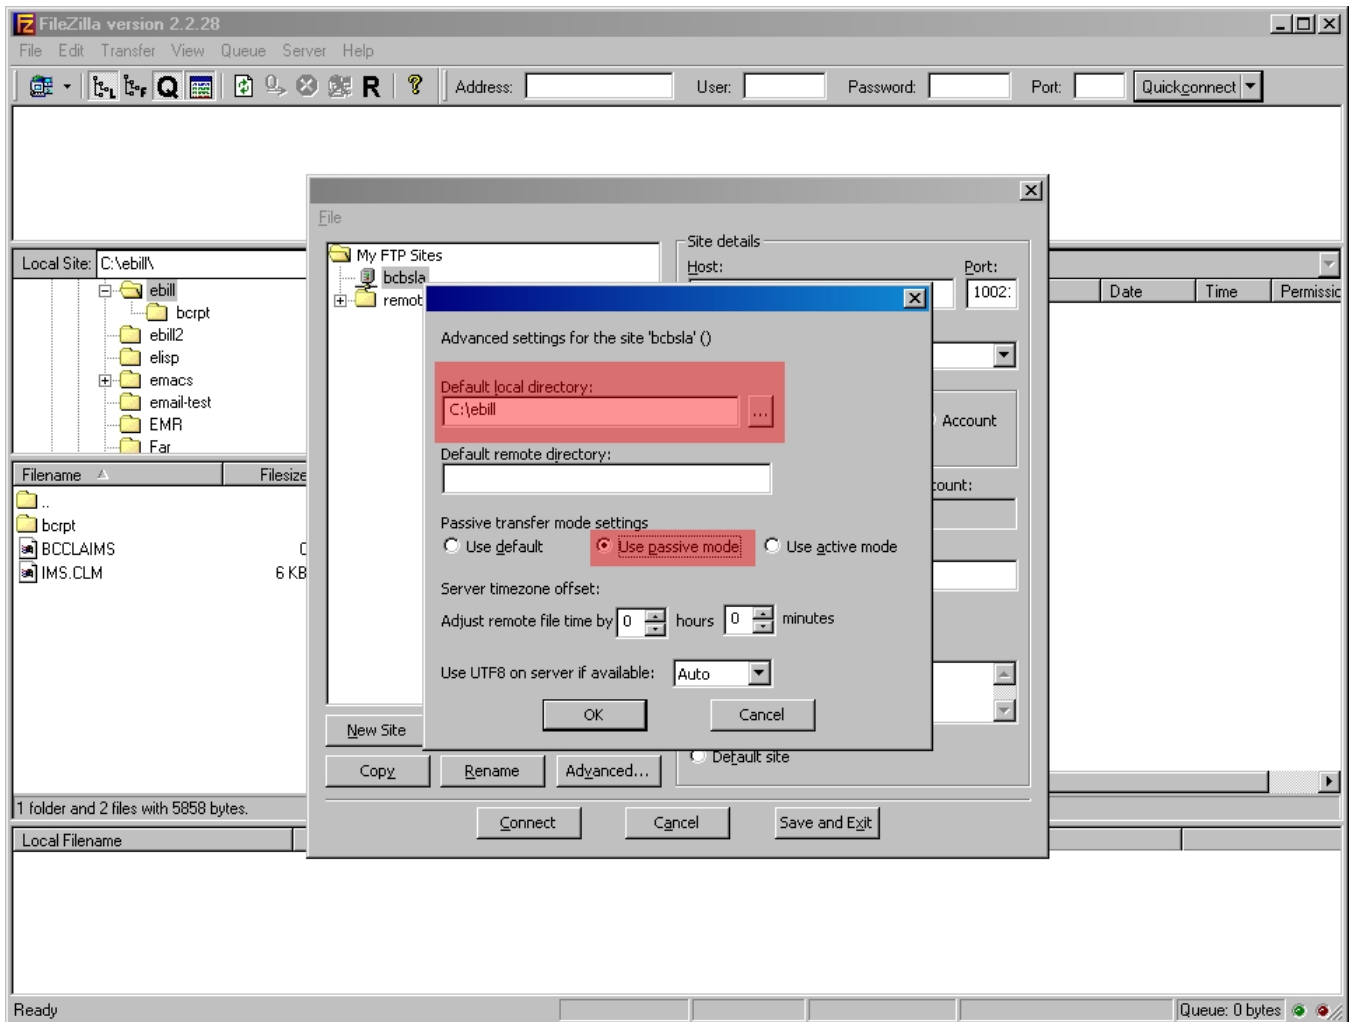 FileZilla version 2.2.28
File Edit Transfer View Queue Server Help
Address: User: Password: Port: Quickconnect
Local Site: C:\ebill\
ebill
bcrpt
ebill2
elisp
emacs
email-test
EMR
Far
Filename Filesize
..
bcrpt
BCCLAIMS
IMS.CLM 6 KB
1 folder and 2 files with 5858 bytes.
Local Filename
Date Time Permissic
File
My FTP Sites
bcbsla
remot
New Site
Copy Rename Advanced...
Site details
Host: Port:
1002:
Account
count:
Default site
Connect Cancel Save and Exit
Advanced settings for the site 'bcbsla' ()
Default local directory:
C:\ebill ...
Default remote directory:
Passive transfer mode settings
Use default Use passive mode Use active mode
Server timezone offset:
Adjust remote file time by 0 hours 0 minutes
Use UTF8 on server if available: Auto
OK Cancel
Ready Queue: 0 bytes